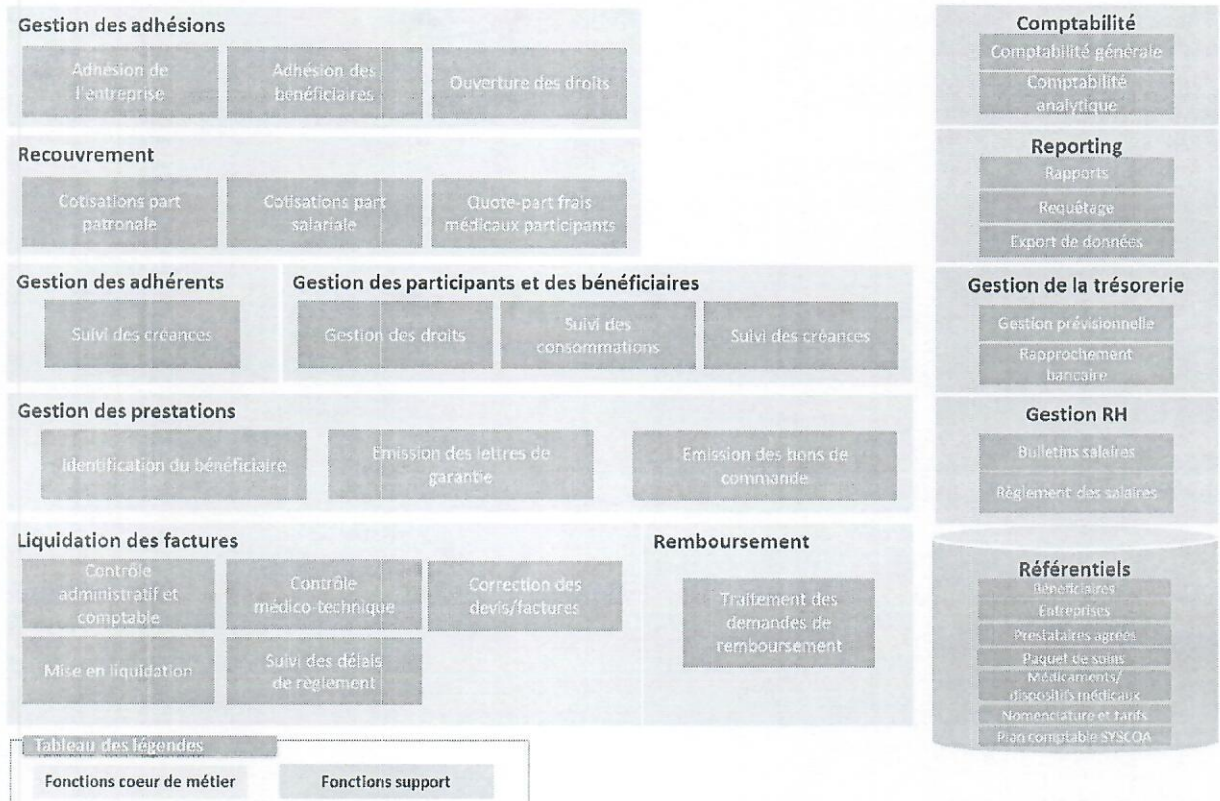 Gestion des adhésions
Adhésion de
l'entreprise
Adhésion des
bénéficiaires
Ouverture des droits
Recouvrement
Cotisations part
patronale
Cotisations part
salariale
Quote-part frais
médicaux participants
Gestion des adhérents
Suivi des créances
Gestion des participants et des bénéficiaires
Gestion des droits
Suivi des
consommations
Suivi des créances
Gestion des prestations
Identification du bénéficiaire
Emission des lettres de
garantie
Emission des bons de
commande
Liquidation des factures
Contrôle
administratif et
comptable
Contrôle
médico-technique
Correction des
devis/factures
Mise en liquidation
Suivi des délais
de règlement
Remboursement
Traitement des
demandes de
remboursement
Comptabilité
Comptabilité générale
Comptabilité
analytique
Reporting
Rapports
Requêtage
Export de données
Gestion de la trésorerie
Gestion prévisionnelle
Rapprochement
bancaire
Gestion RH
Bulletins salaires
Règlement des salaires
Référentiels
Bénéficiaires
Entreprises
Prestataires agréés
Paquet de soins
Médicaments/
dispositifs médicaux
Nomenclature et tarifs
Plan comptable SYSCOA
Tableau des légendes
Fonctions coeur de métier
Fonctions support